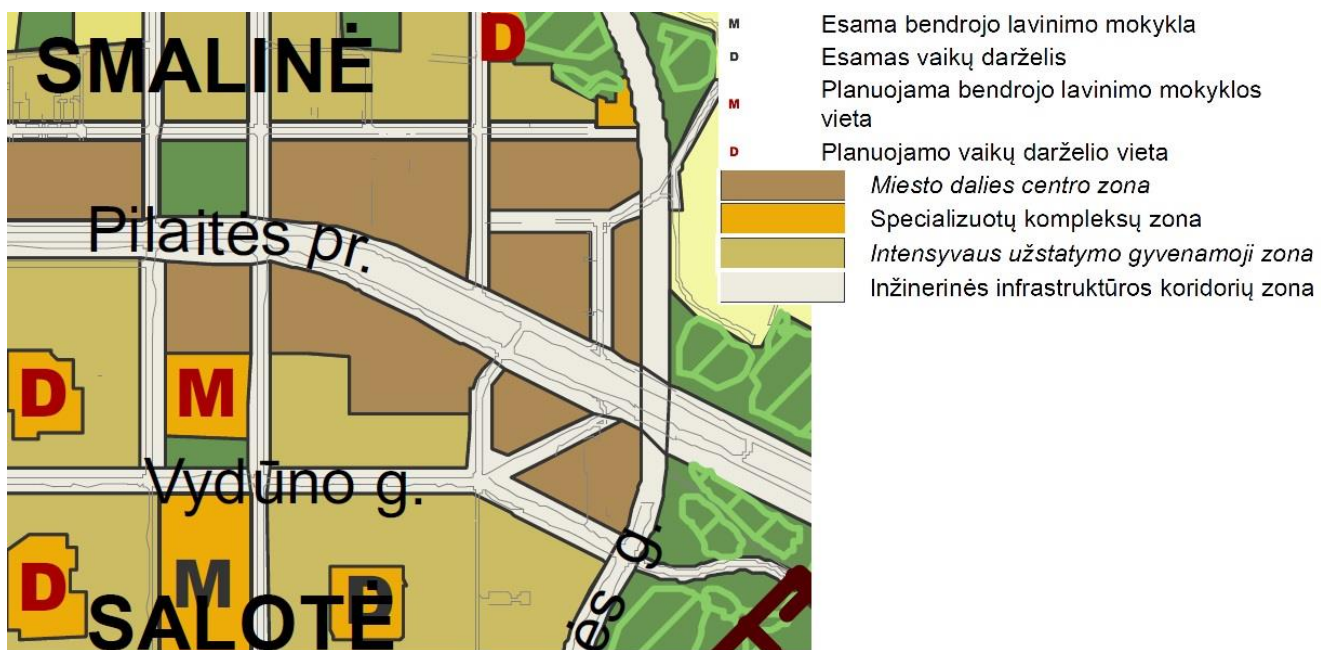 SMALINĖ
D
Pilaitės pr.
D
M
Vydūno g.
D
M
D
SALOTĖ
ės g.
M Esama bendrojo lavinimo mokykla
D Esamas vaikų darželis
M Planuojama bendrojo lavinimo mokyklos
vieta
D Planuojamo vaikų darželio vieta
Miesto dalies centro zona
Specializuotų kompleksų zona
Intensyvaus užstatymo gyvenamoji zona
Inžinerinės infrastruktūros koridorių zona